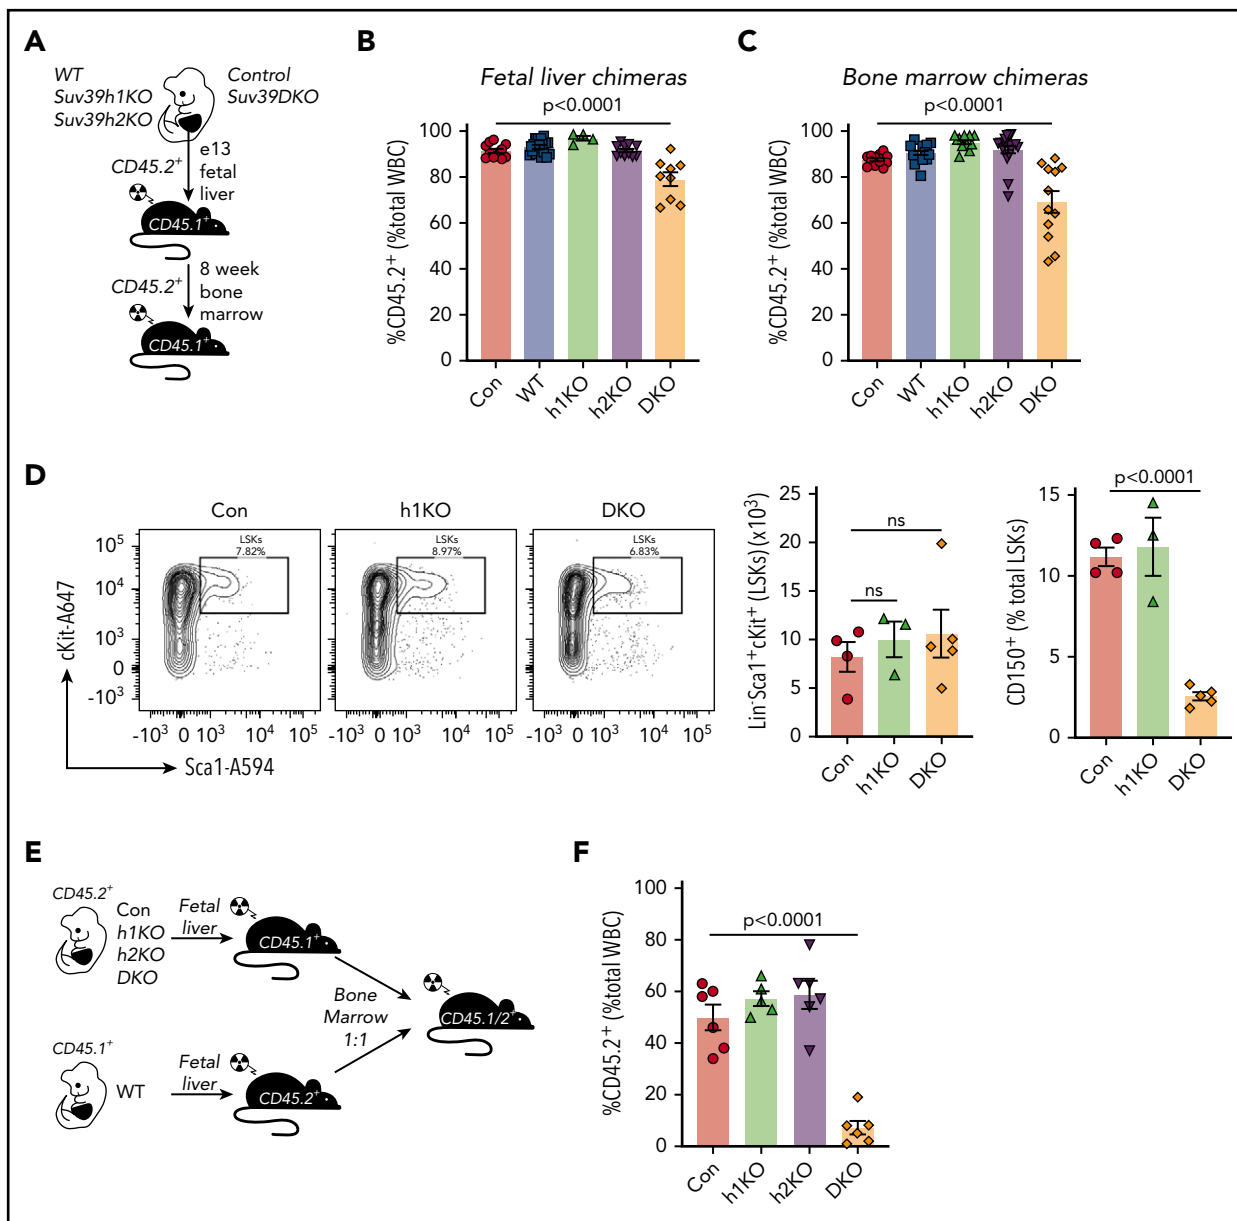 A
WT
Suv39h1KO
Suv39h2KO
Control
Suv39DKO
CD45.2+
e13
fetal
liver
CD45.1+
CD45.2+
8 week
bone
marrow
CD45.1+
B
Fetal liver chimeras
p<0.0001
%CD45.2+ (%total WBC)
100
80
60
40
20
0
Con
WT
h1KO
h2KO
DKO
C
Bone marrow chimeras
p<0.0001
%CD45.2+ (%total WBC)
100
80
60
40
20
0
Con
WT
h1KO
h2KO
DKO
D
Con
h1KO
DKO
LSKs
7.82%
LSKs
8.97%
LSKs
6.83%
cKit-A647
10^5
10^4
10^3
0
-10^3
-10^3 0 10^3 10^4 10^5
-10^3 0 10^3 10^4 10^5
-10^3 0 10^3 10^4 10^5
Sca1-A594
Lin-Sca1+cKit+ (LSKs) (x10^3)
25
20
15
10
5
0
ns
ns
Con
h1KO
DKO
CD150+ (% total LSKs)
15
10
5
0
p<0.0001
Con
h1KO
DKO
E
CD45.2+
Con
h1KO
h2KO
DKO
Fetal
liver
CD45.1+
Bone
Marrow
1:1
CD45.1/2+
CD45.1+
WT
Fetal
liver
CD45.2+
F
%CD45.2+ (%total WBC)
100
80
60
40
20
0
p<0.0001
Con
h1KO
h2KO
DKO